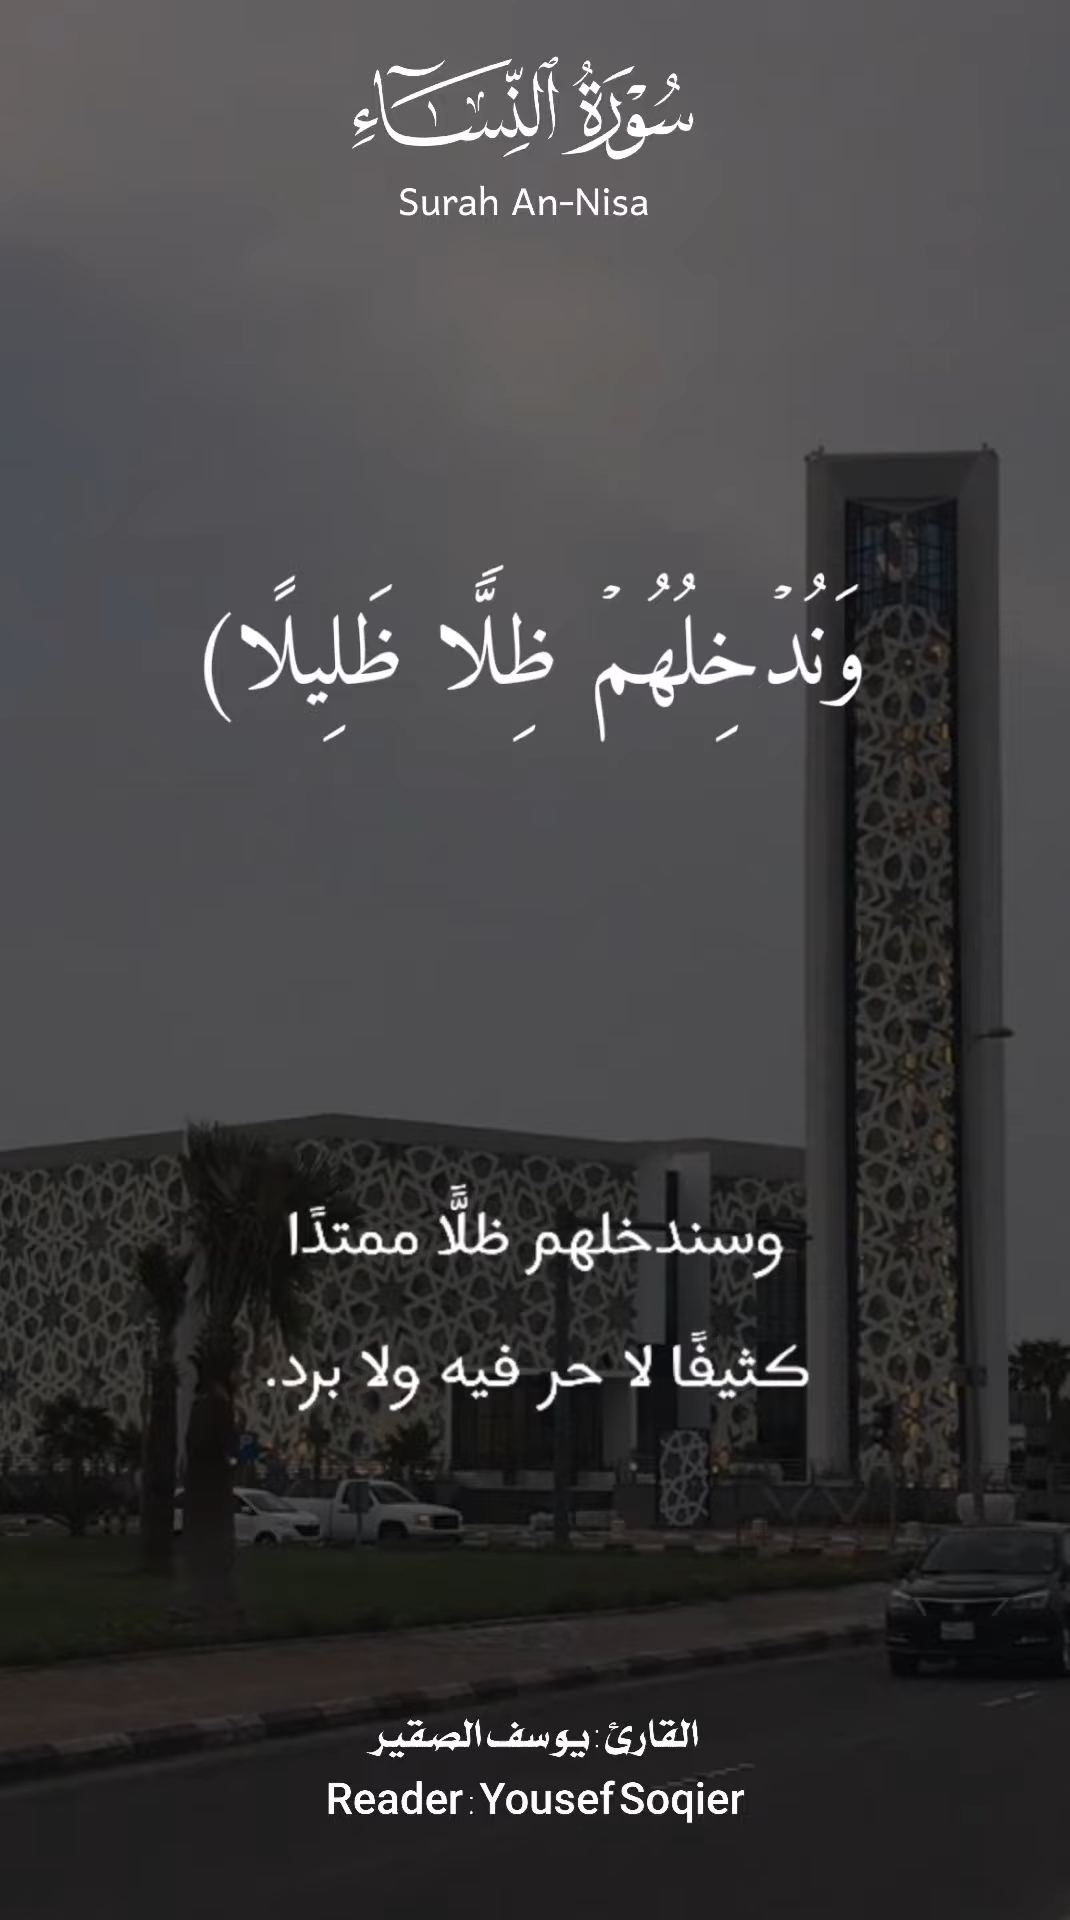 سُورَةُ ٱلنِّسَاءِ
Surah An-Nisa
وَنُدۡخِلُهُمۡ ظِلَّا ظَلِيلًا)
وسندخلهم ظلًّا ممتدًا
كثيفًا لا حر فيه ولا برد.
القارئ : يوسف الصقير
Reader : Yousef Soqier